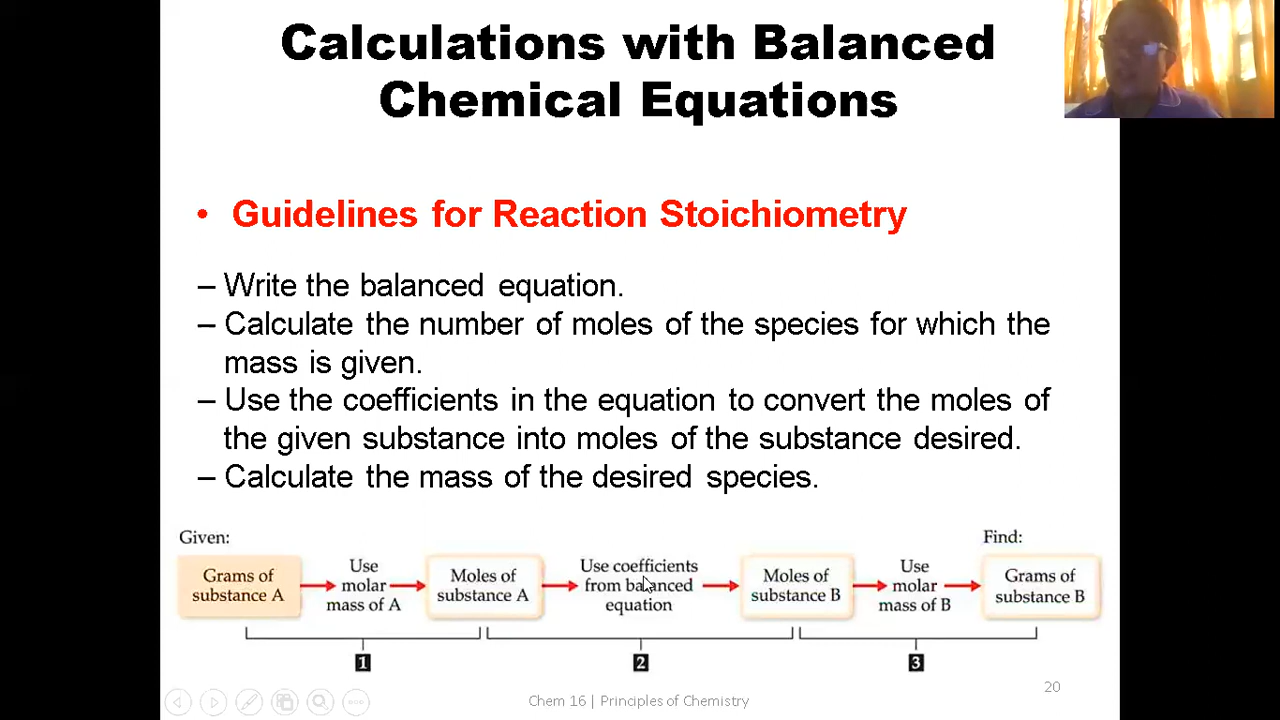 Calculations with Balanced
Chemical Equations
• Guidelines for Reaction Stoichiometry
– Write the balanced equation.
– Calculate the number of moles of the species for which the
mass is given.
– Use the coefficients in the equation to convert the moles of
the given substance into moles of the substance desired.
– Calculate the mass of the desired species.
Given:
Find:
Grams of
substance A
Use
molar
mass of A
Moles of
substance A
Use coefficients
from balanced
equation
Moles of
substance B
Use
molar
mass of B
Grams of
substance B
1
2
3
20
Chem 16 | Principles of Chemistry